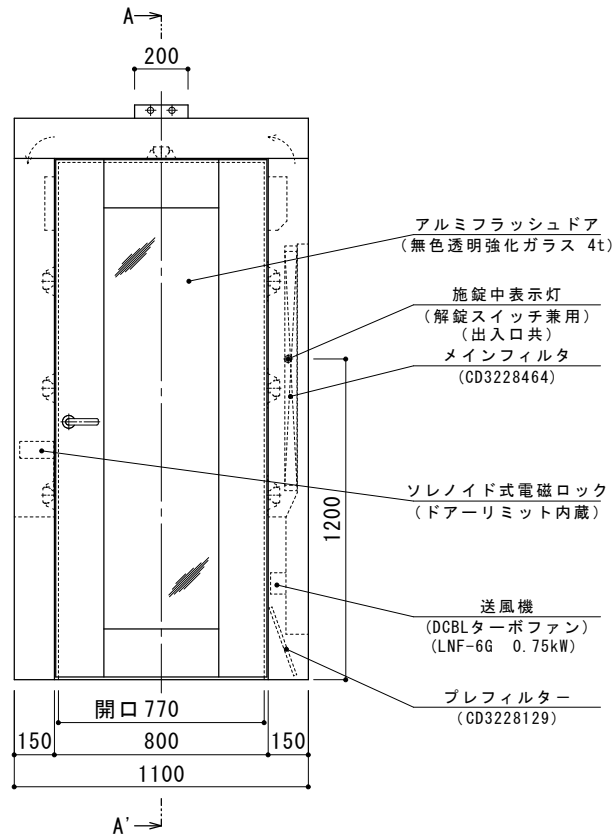 A
200
アルミフラッシュドア
(無色透明強化ガラス 4t)
施錠中表示灯
(解錠スイッチ兼用)
(出入口共)
メインフィルタ
(CD3228464)
ソレノイド式電磁ロック
(ドアーリミット内蔵)
1200
送風機
(DCBLターボファン)
(LNF-6G 0.75kW)
プレフィルター
(CD3228129)
開口770
150 800 150
1100
A'